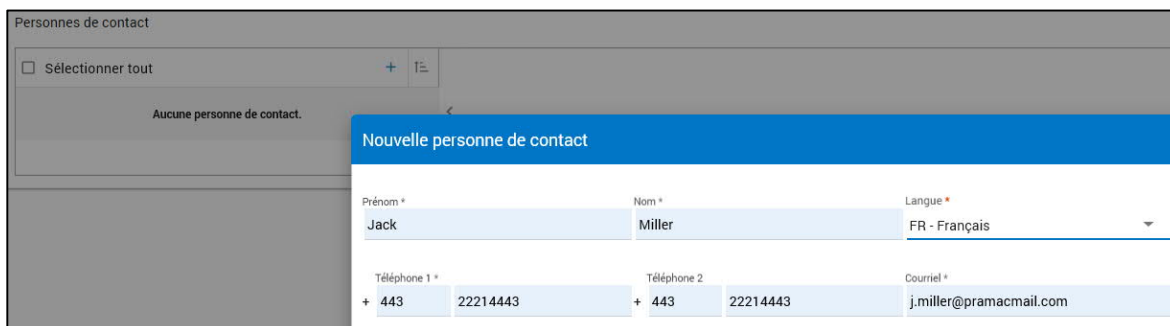 Personnes de contact
Sélectionner tout +
Aucune personne de contact.
<
Nouvelle personne de contact
Prénom * Nom * Langue *
Jack Miller FR - Français
Téléphone 1 * Téléphone 2 Courriel *
+ 443 22214443 + 443 22214443 j.miller@pramacmail.com